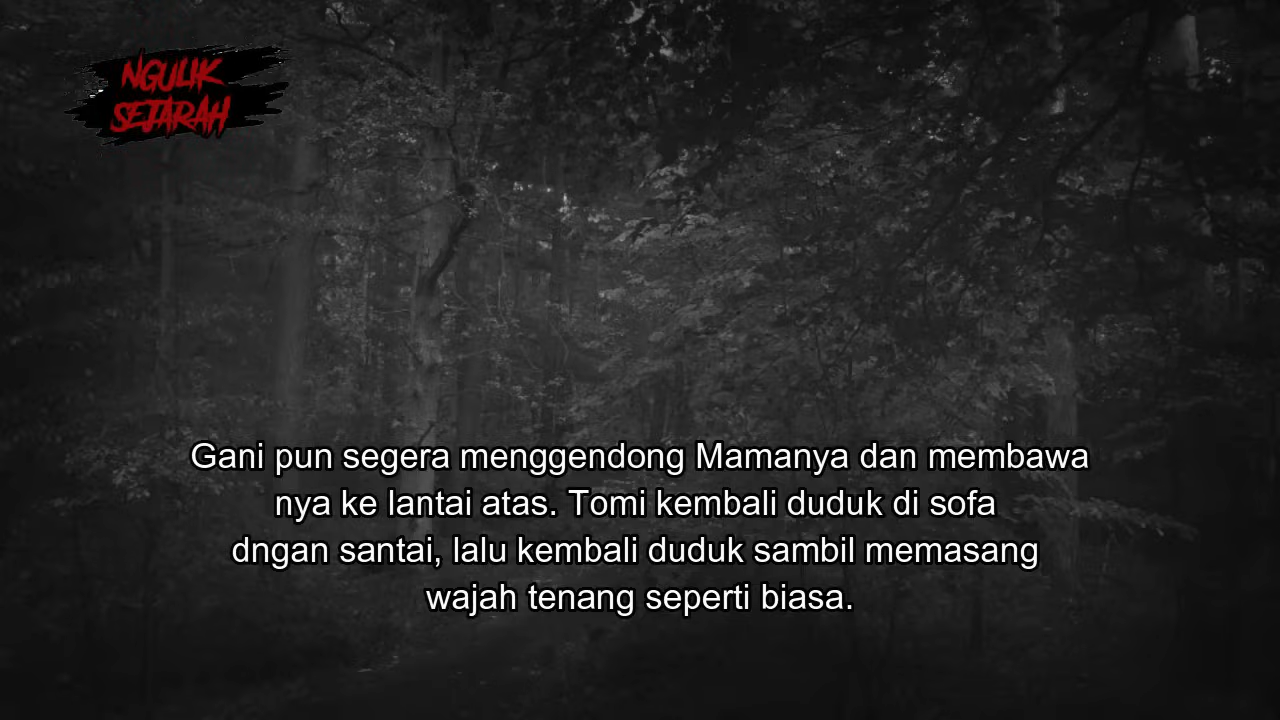 NGULIK
SEJARAH
Gani pun segera menggendong Mamanya dan membawa
nya ke lantai atas. Tomi kembali duduk di sofa
dngan santai, lalu kembali duduk sambil memasang
wajah tenang seperti biasa.